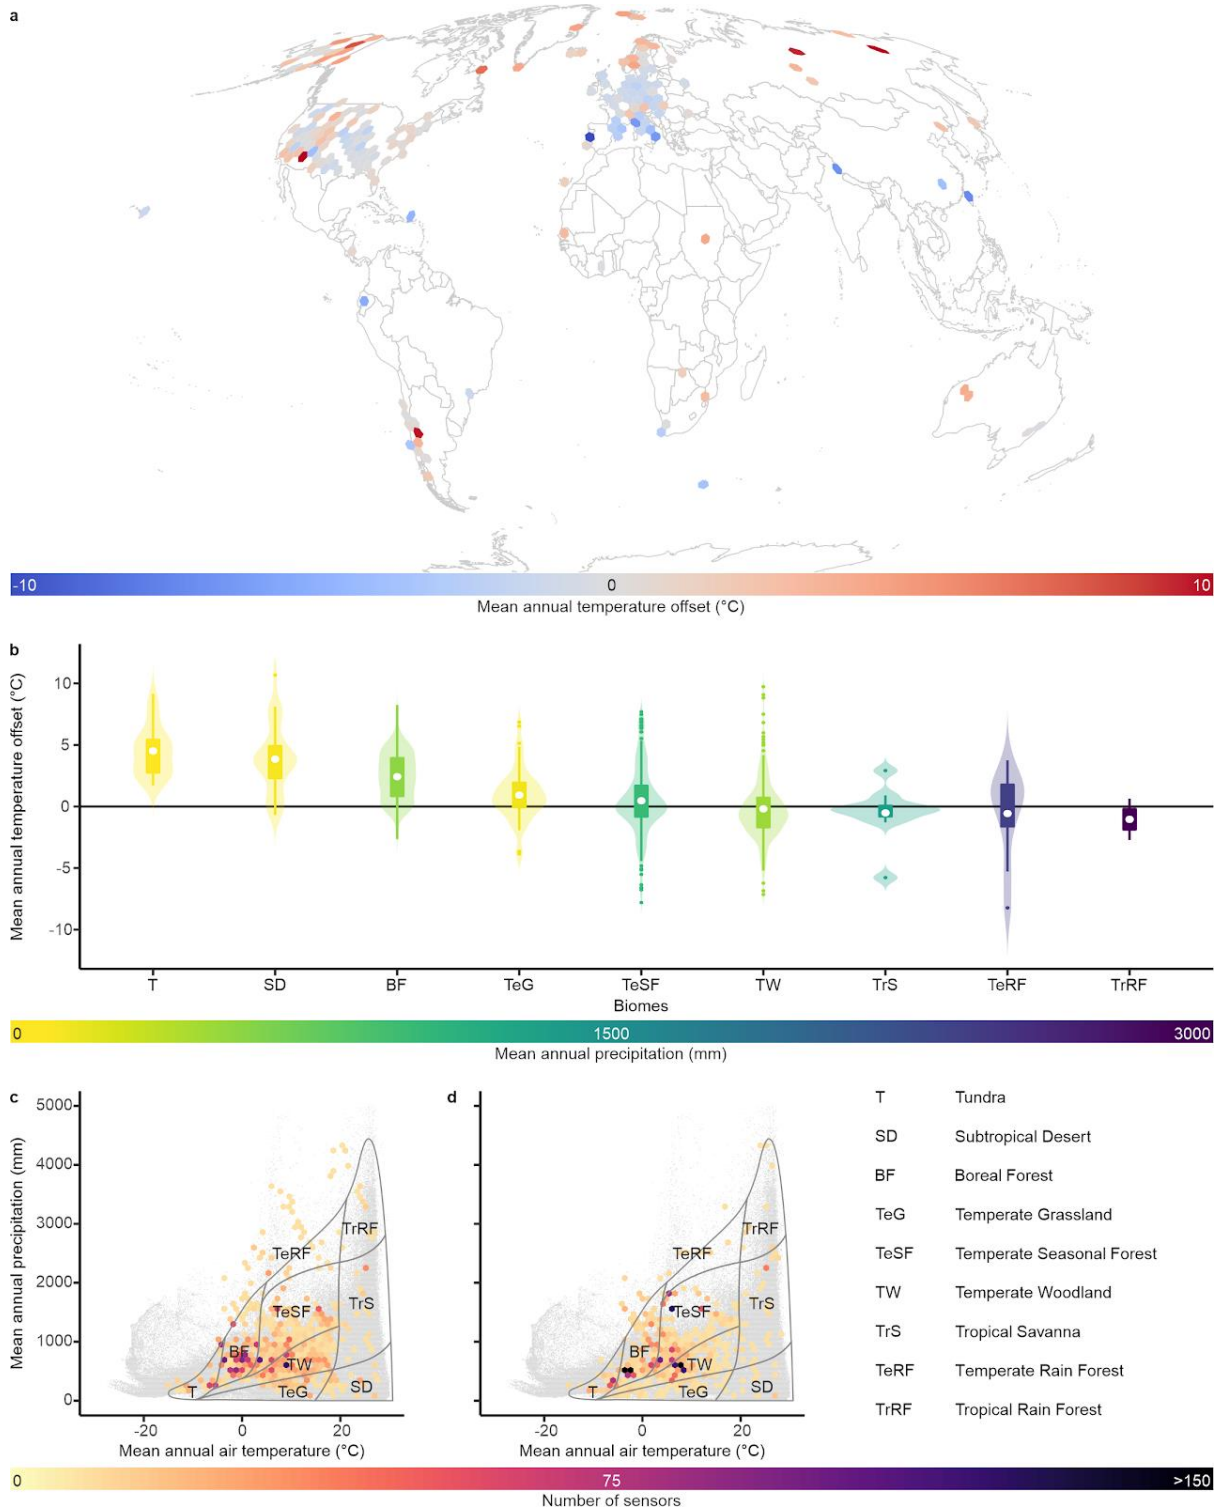 a
-10 0 10
Mean annual temperature offset (°C)
b
Mean annual temperature offset (°C)
10
5
0
-5
-10
T SD BF TeG TeSF TW TrS TeRF TrRF
Biomes
0 1500 3000
Mean annual precipitation (mm)
c
Mean annual precipitation (mm)
5000
4000
3000
2000
1000
0
TrRF
TeRF
TeSF
TrS
BF
TW
T
TeG
SD
-20 0 20
Mean annual air temperature (°C)
d
TrRF
TeRF
TeSF
TrS
BF
TW
T
TeG
SD
-20 0 20
Mean annual air temperature (°C)
T Tundra
SD Subtropical Desert
BF Boreal Forest
TeG Temperate Grassland
TeSF Temperate Seasonal Forest
TW Temperate Woodland
TrS Tropical Savanna
TeRF Temperate Rain Forest
TrRF Tropical Rain Forest
0 75 >150
Number of sensors